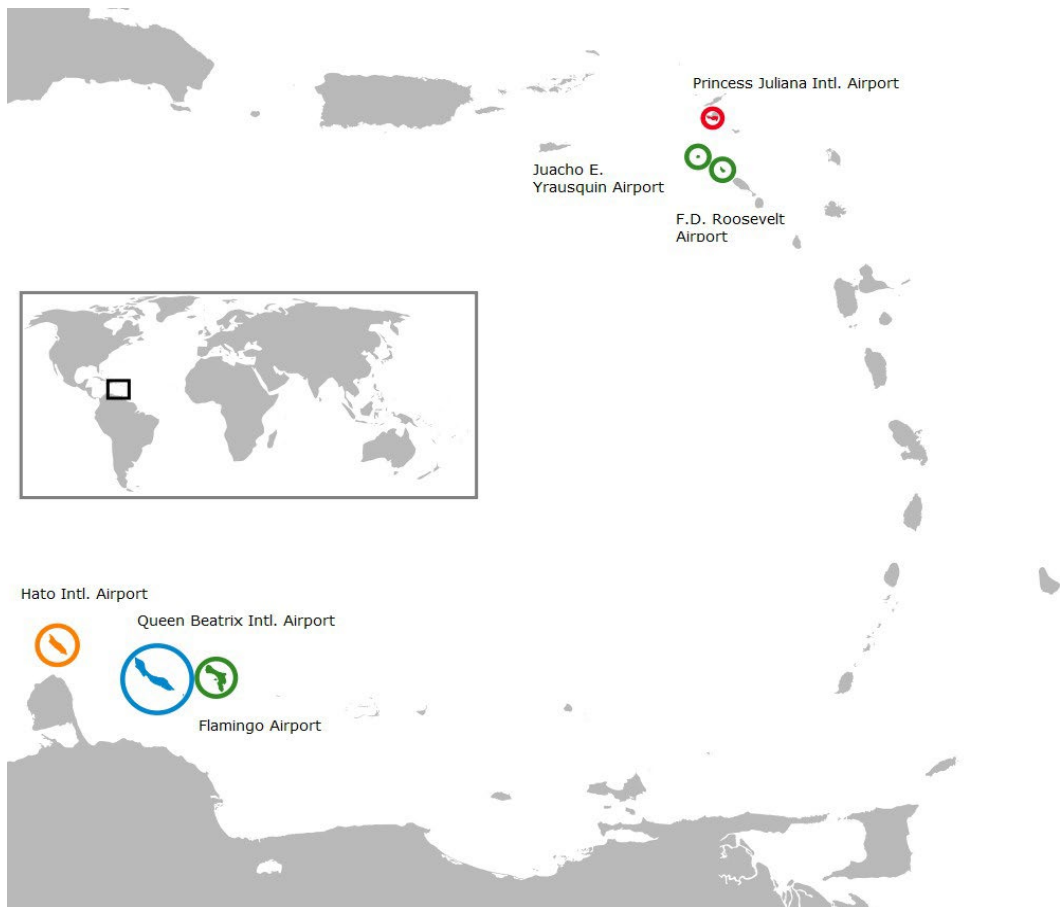 Princess Juliana Intl. Airport
Juacho E.
Yrausquin Airport
F.D. Roosevelt
Airport
Hato Intl. Airport
Queen Beatrix Intl. Airport
Flamingo Airport